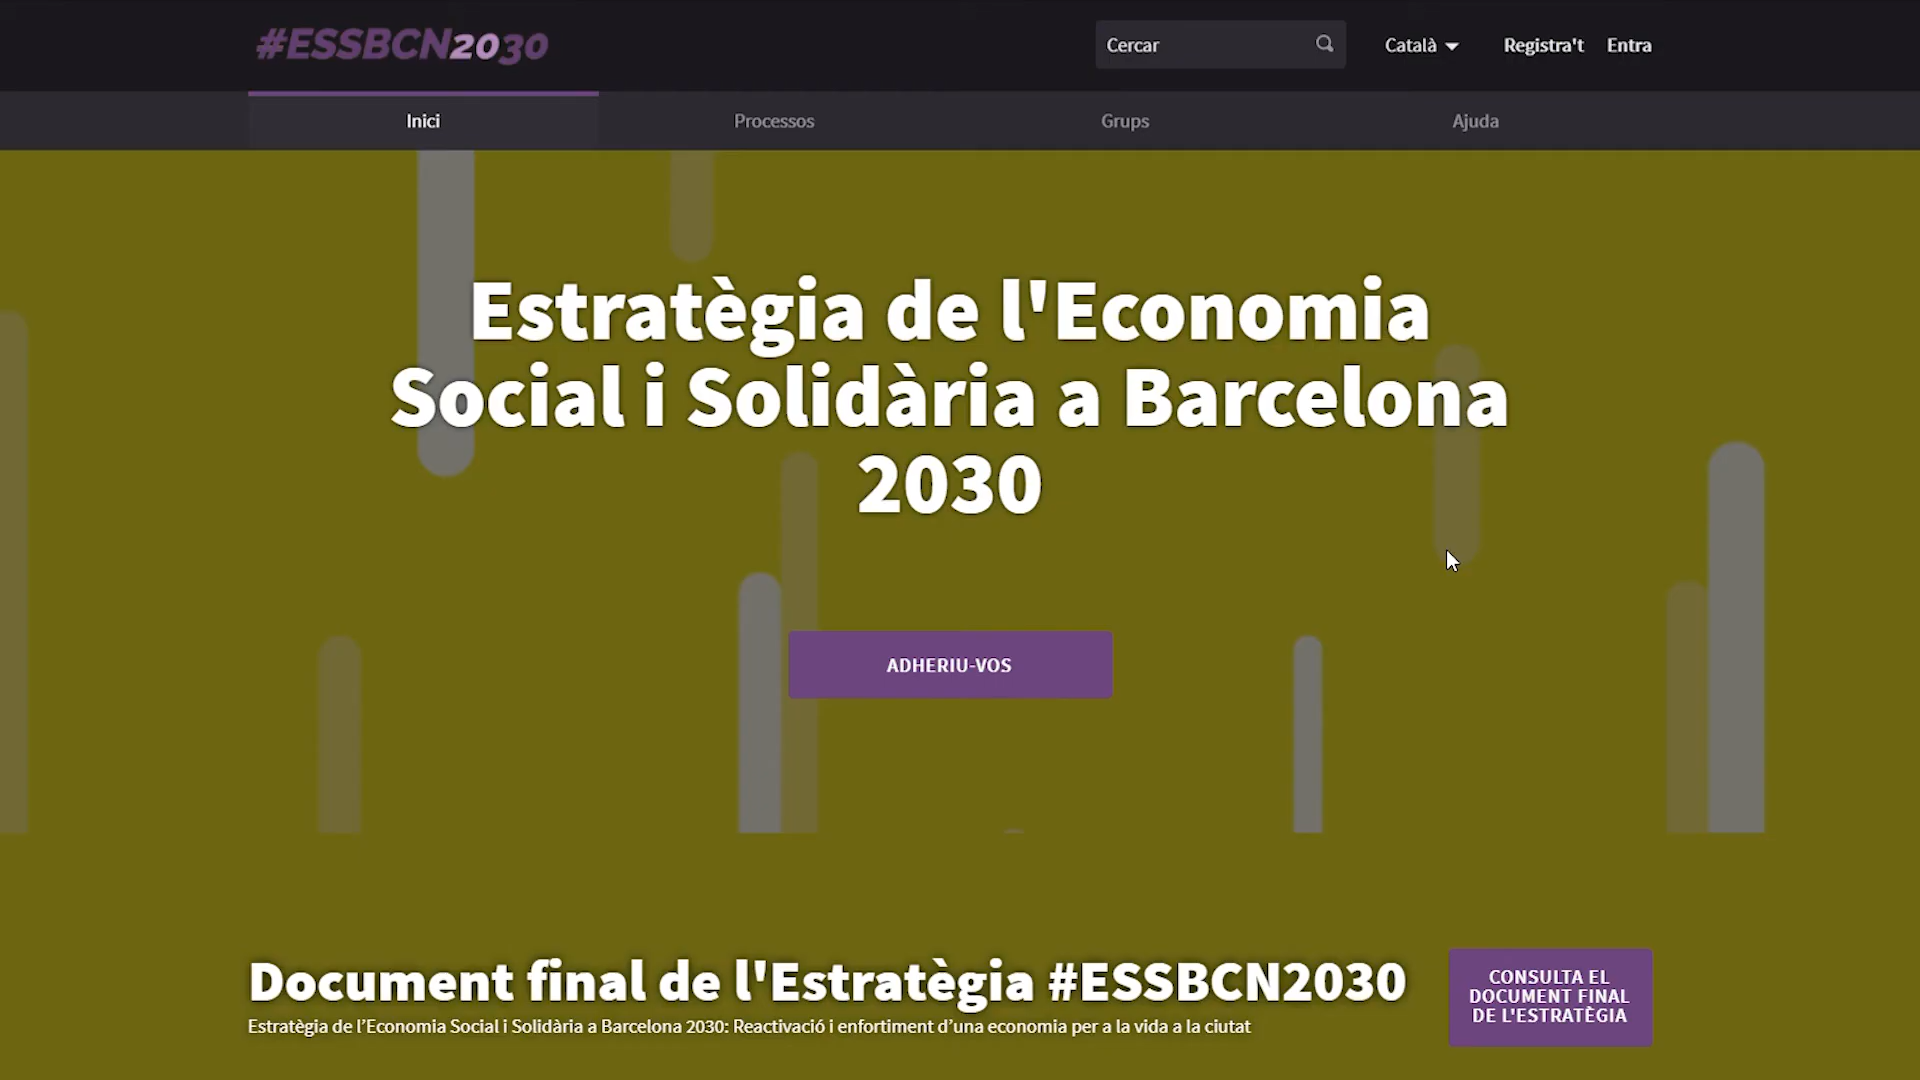 #ESSBCN2030
Cercar
Català
Registra't
Entra
Inici
Processos
Grups
Ajuda
Estratègia de l'Economia
Social i Solidària a Barcelona
2030
ADHERIU-VOS
Document final de l'Estratègia #ESSBCN2030
Estratègia de l’Economia Social i Solidària a Barcelona 2030: Reactivació i enfortiment d’una economia per a la vida a la ciutat
CONSULTA EL
DOCUMENT FINAL
DE L'ESTRATÈGIA